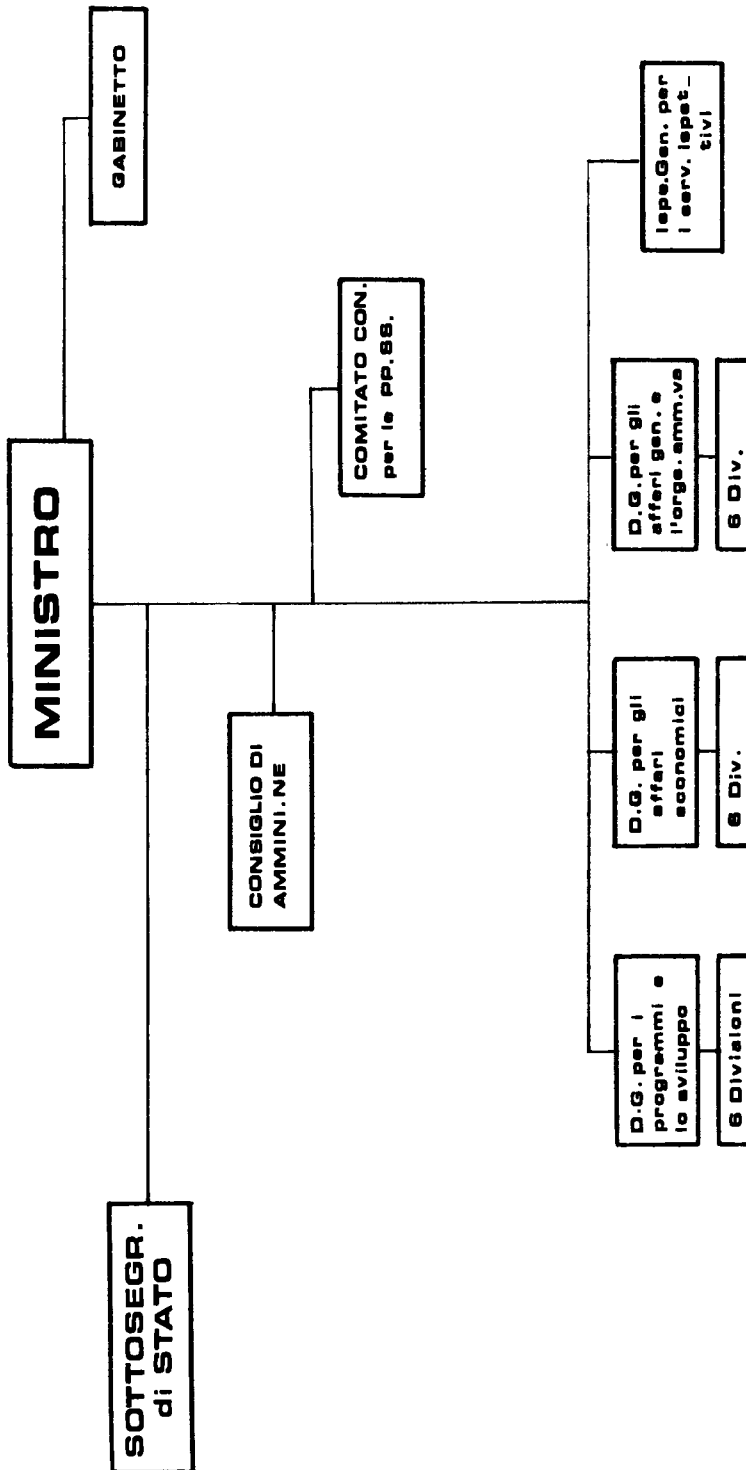 MINISTRO
GABINETTO
SOTTOSEGR.
di STATO
CONSIGLIO DI
AMMINI.NE
COMITATO CON.
per le PP.SS.
D.G. per i
programmi e
lo sviluppo
6 Divisioni
D.G. per gli
affari
economici
6 Div.
D.G. per gli
affari gen. e
l'orga. amm.va
6 Div.
Ispe. Gen. per
i serv. ispet_
tivi